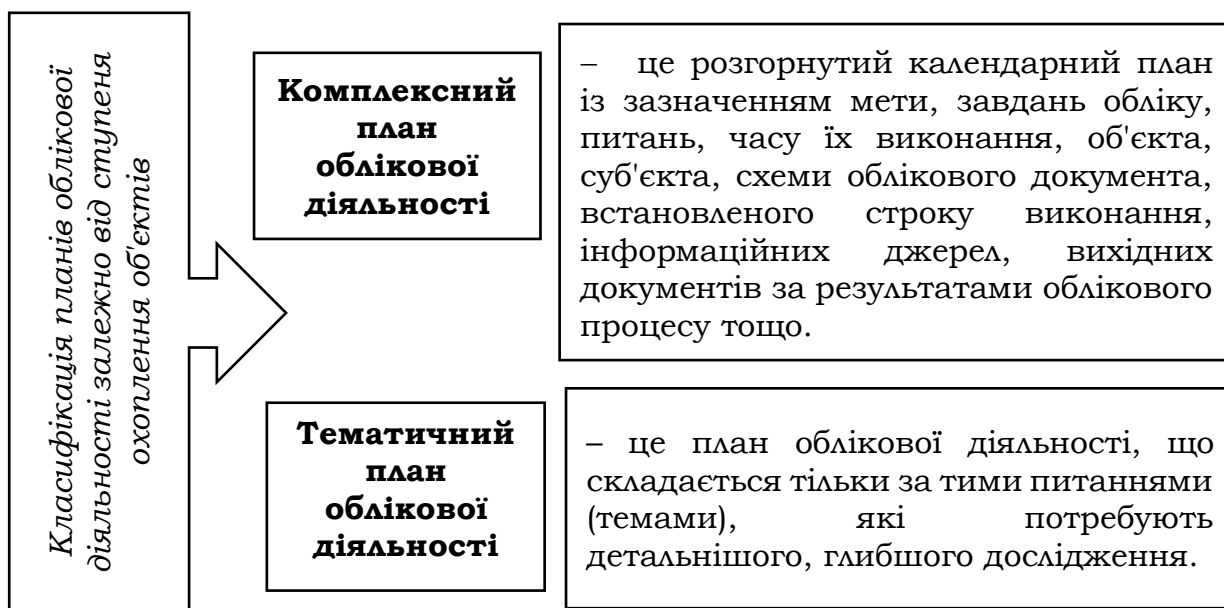 Класифікація планів облікової
діяльності залежно від ступеня
охоплення об'єктів
Комплексний
план
облікової
діяльності
– це розгорнутий календарний план
із зазначенням мети, завдань обліку,
питань, часу їх виконання, об'єкта,
суб'єкта, схеми облікового документа,
встановленого строку виконання,
інформаційних джерел, вихідних
документів за результатами облікового
процесу тощо.
Тематичний
план
облікової
діяльності
– це план облікової діяльності, що
складається тільки за тими питаннями
(темами), які потребують
детальнішого, глибшого дослідження.